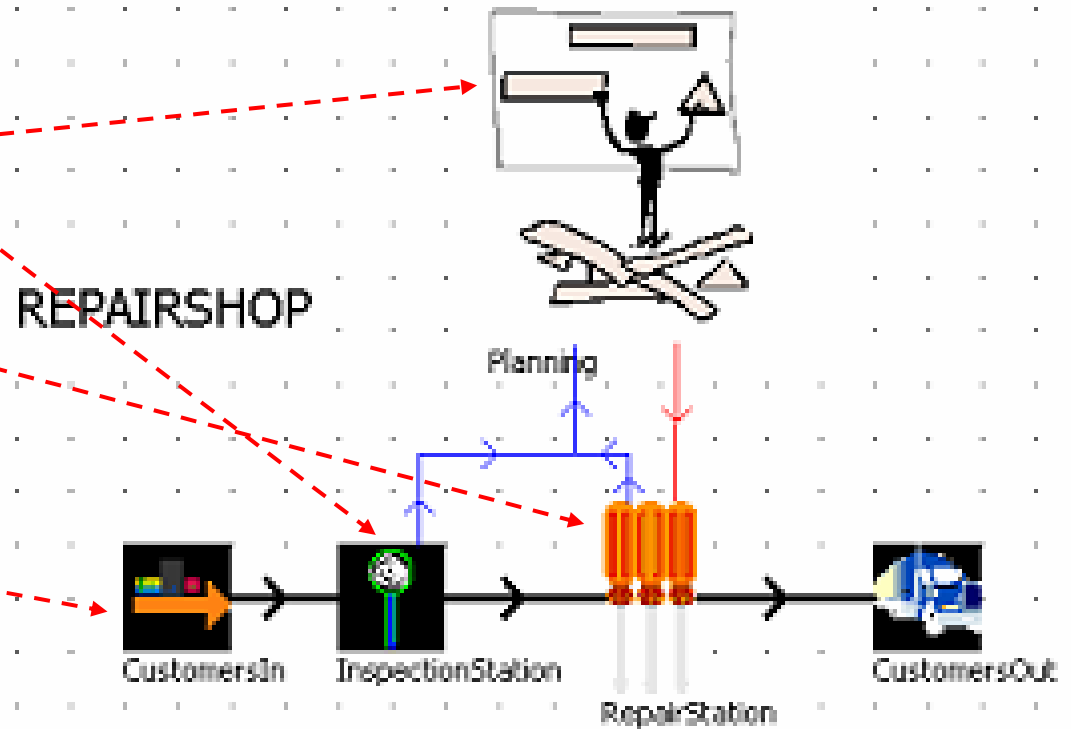 REPAIRSHOP
Planning
CustomersIn
InspectionStation
CustomersOut
RepairStation